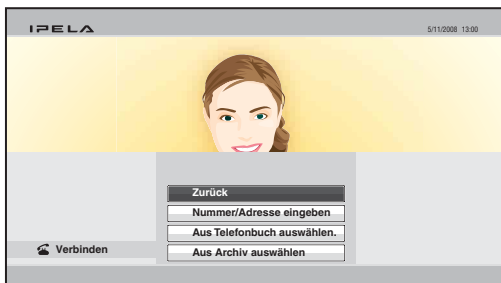 IPELA
5/11/2008 13:00
Zurück
Nummer/Adresse eingeben
Aus Telefonbuch auswählen.
Verbinden
Aus Archiv auswählen